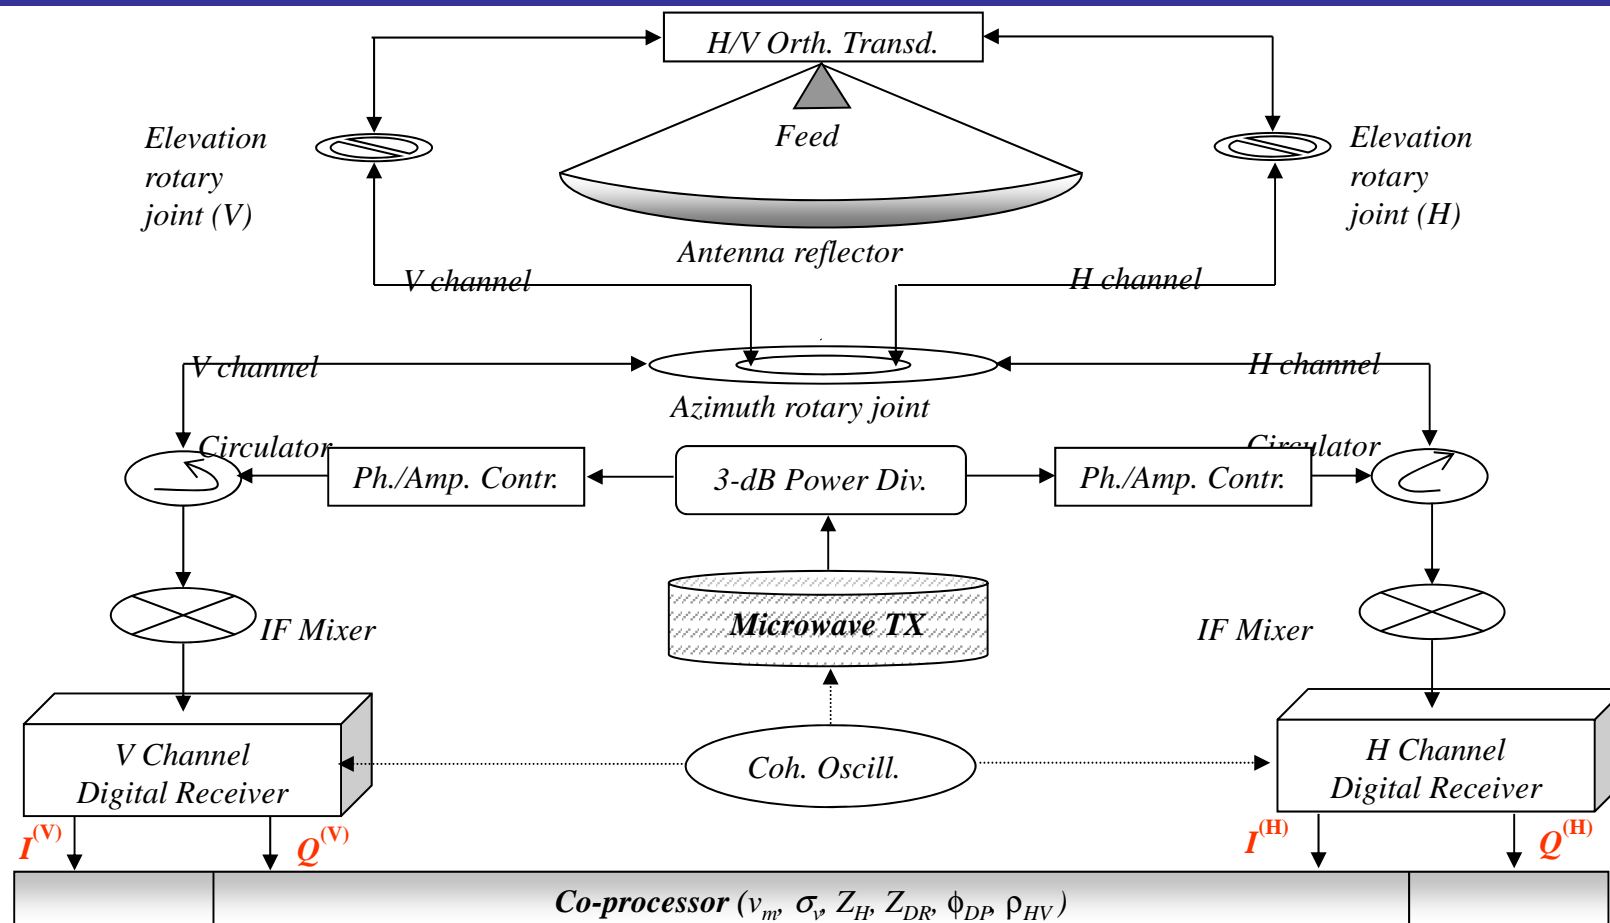 H/V Orth. Transd.
Elevation
rotary
joint (V)
Feed
Elevation
rotary
joint (H)
Antenna reflector
V channel
H channel
V channel
H channel
Azimuth rotary joint
Circulator
Circulator
Ph./Amp. Contr.
3-dB Power Div.
Ph./Amp. Contr.
Microwave TX
IF Mixer
IF Mixer
V Channel
Digital Receiver
Coh. Oscill.
H Channel
Digital Receiver
I(V)
Q(V)
I(H)
Q(H)
Co-processor (vm, σv, ZH, ZDR, ϕDP, ρHV)